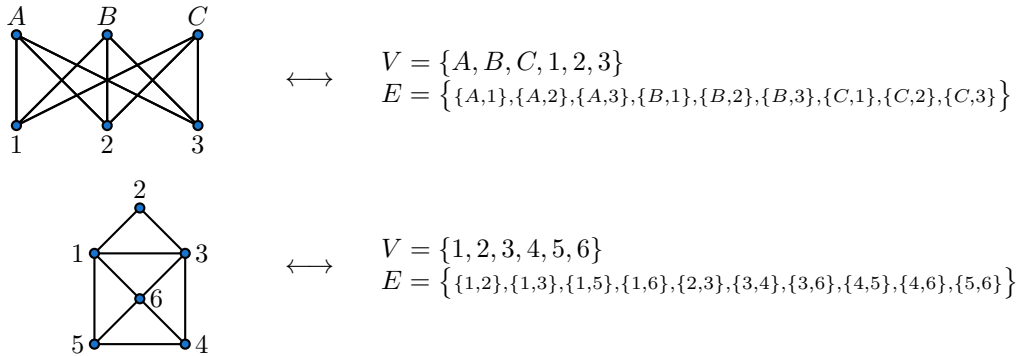 A B C
1 2 3
⟷
V = {A, B, C, 1, 2, 3}
E = {{A,1},{A,2},{A,3},{B,1},{B,2},{B,3},{C,1},{C,2},{C,3}}
2
1 3
6
5 4
⟷
V = {1, 2, 3, 4, 5, 6}
E = {{1,2},{1,3},{1,5},{1,6},{2,3},{3,4},{3,6},{4,5},{4,6},{5,6}}